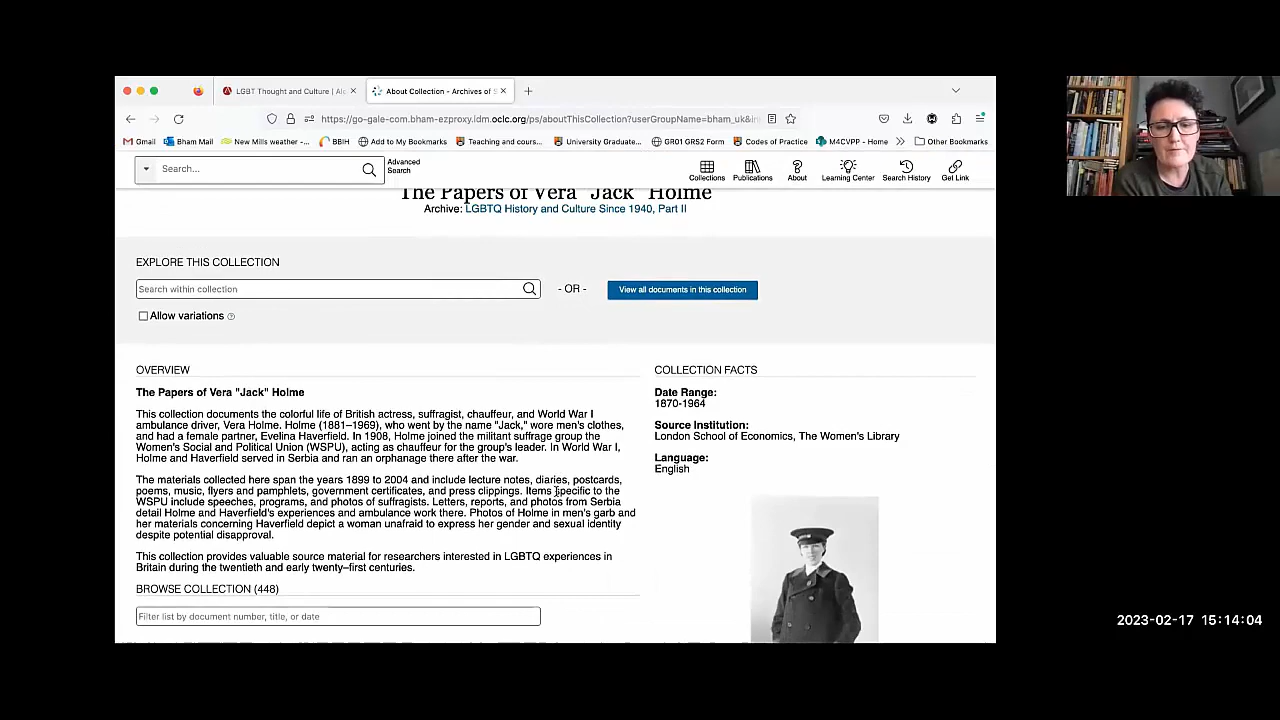 LGBT Thought and Culture | Al
About Collection - Archives of S
https://go-gale-com.bham-ezproxy.idm.oclc.org/ps/aboutThisCollection?userGroupName=bham_uk&in
Gmail
Bham Mail
New Mills weather -...
BBIH
Add to My Bookmarks
Teaching and cours...
University Graduate...
GR01 GRS2 Form
Codes of Practice
M4CVPP - Home
Other Bookmarks
Search...
Advanced
Search
Collections
Publications
About
Learning Center
Search History
Get Link
The Papers of Vera "Jack" Holme
Archive: LGBTQ History and Culture Since 1940, Part II
EXPLORE THIS COLLECTION
Search within collection
- OR -
View all documents in this collection
Allow variations
OVERVIEW
The Papers of Vera "Jack" Holme
This collection documents the colorful life of British actress, suffragist, chauffeur, and World War I
ambulance driver, Vera Holme. Holme (1881–1969), who went by the name "Jack," wore men's clothes,
and had a female partner, Evelina Haverfield. In 1908, Holme joined the militant suffrage group the
Women's Social and Political Union (WSPU), acting as chauffeur for the group's leader. In World War I,
Holme and Haverfield served in Serbia and ran an orphanage there after the war.
The materials collected here span the years 1899 to 2004 and include lecture notes, diaries, postcards,
poems, music, flyers and pamphlets, government certificates, and press clippings. Items specific to the
WSPU include speeches, programs, and photos of suffragists. Letters, reports, and photos from Serbia
detail Holme and Haverfield's experiences and ambulance work there. Photos of Holme in men's garb and
her materials concerning Haverfield depict a woman unafraid to express her gender and sexual identity
despite potential disapproval.
This collection provides valuable source material for researchers interested in LGBTQ experiences in
Britain during the twentieth and early twenty–first centuries.
BROWSE COLLECTION (448)
Filter list by document number, title, or date
COLLECTION FACTS
Date Range:
1870-1964
Source Institution:
London School of Economics, The Women's Library
Language:
English
2023-02-17 15:14:04